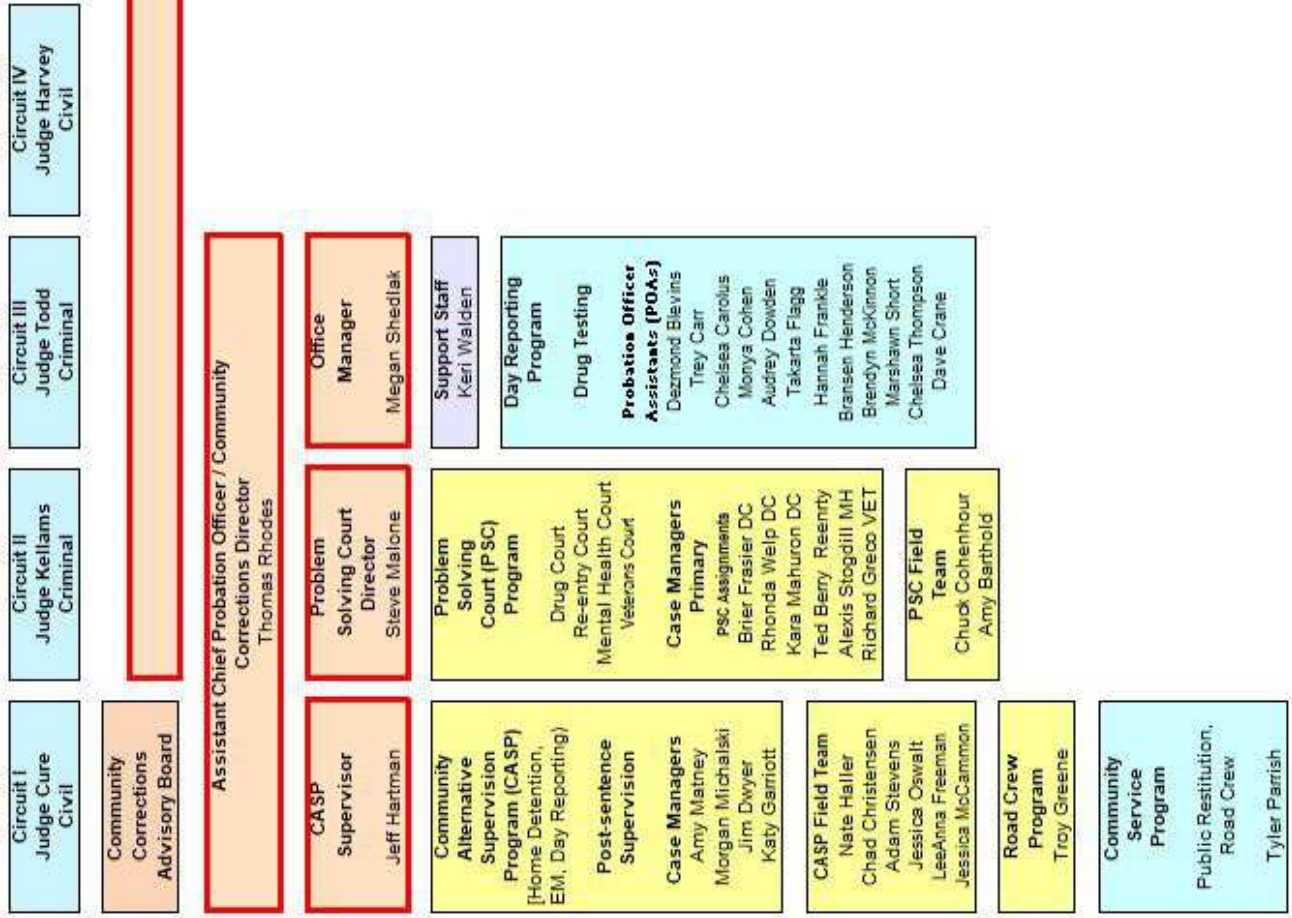 Circuit I
Judge Cure
Civil
Circuit II
Judge Kellams
Criminal
Circuit III
Judge Todd
Criminal
Circuit IV
Judge Harvey
Civil
Community
Corrections
Advisory Board
Assistant Chief Probation Officer / Community
Corrections Director
Thomas Rhodes
CASP
Supervisor
Jeff Hartman
Problem
Solving Court
Director
Steve Malone
Office
Manager
Megan Shedlak
Community
Alternative
Supervision
Program (CASP)
[Home Detention,
EM, Day Reporting)
Post-sentence
Supervision
Case Managers
Amy Matney
Morgan Michalski
Jim Dwyer
Katy Garriott
CASP Field Team
Nate Haller
Chad Christensen
Adam Stevens
Jessica Oswalt
LeeAnna Freeman
Jessica McCammon
Road Crew
Program
Troy Greene
Community
Service
Program
Public Restitution,
Road Crew
Tyler Parrish
Problem
Solving
Court (PSC)
Program
Drug Court
Re-entry Court
Mental Health Court
Veterons Court
Case Managers
Primary
PSC Assignments
Brier Frasier DC
Rhonda Welp DC
Kara Mahuron DC
Ted Berry Reenrty
Alexis Stogdill MH
Richard Greco VET
PSC Field
Team
Chuck Cohenhour
Amy Barthold
Support Staff
Keri Walden
Day Reporting
Program
Drug Testing
Probation Officer
Assistants (POAs)
Dezmond Blevins
Trey Carr
Chelsea Carolus
Monya Cohen
Audrey Dowden
Takarta Flagg
Hannah Frankle
Bransen Henderson
Brendyn McKinnon
Marshawn Short
Chelsea Thompson
Dave Crane